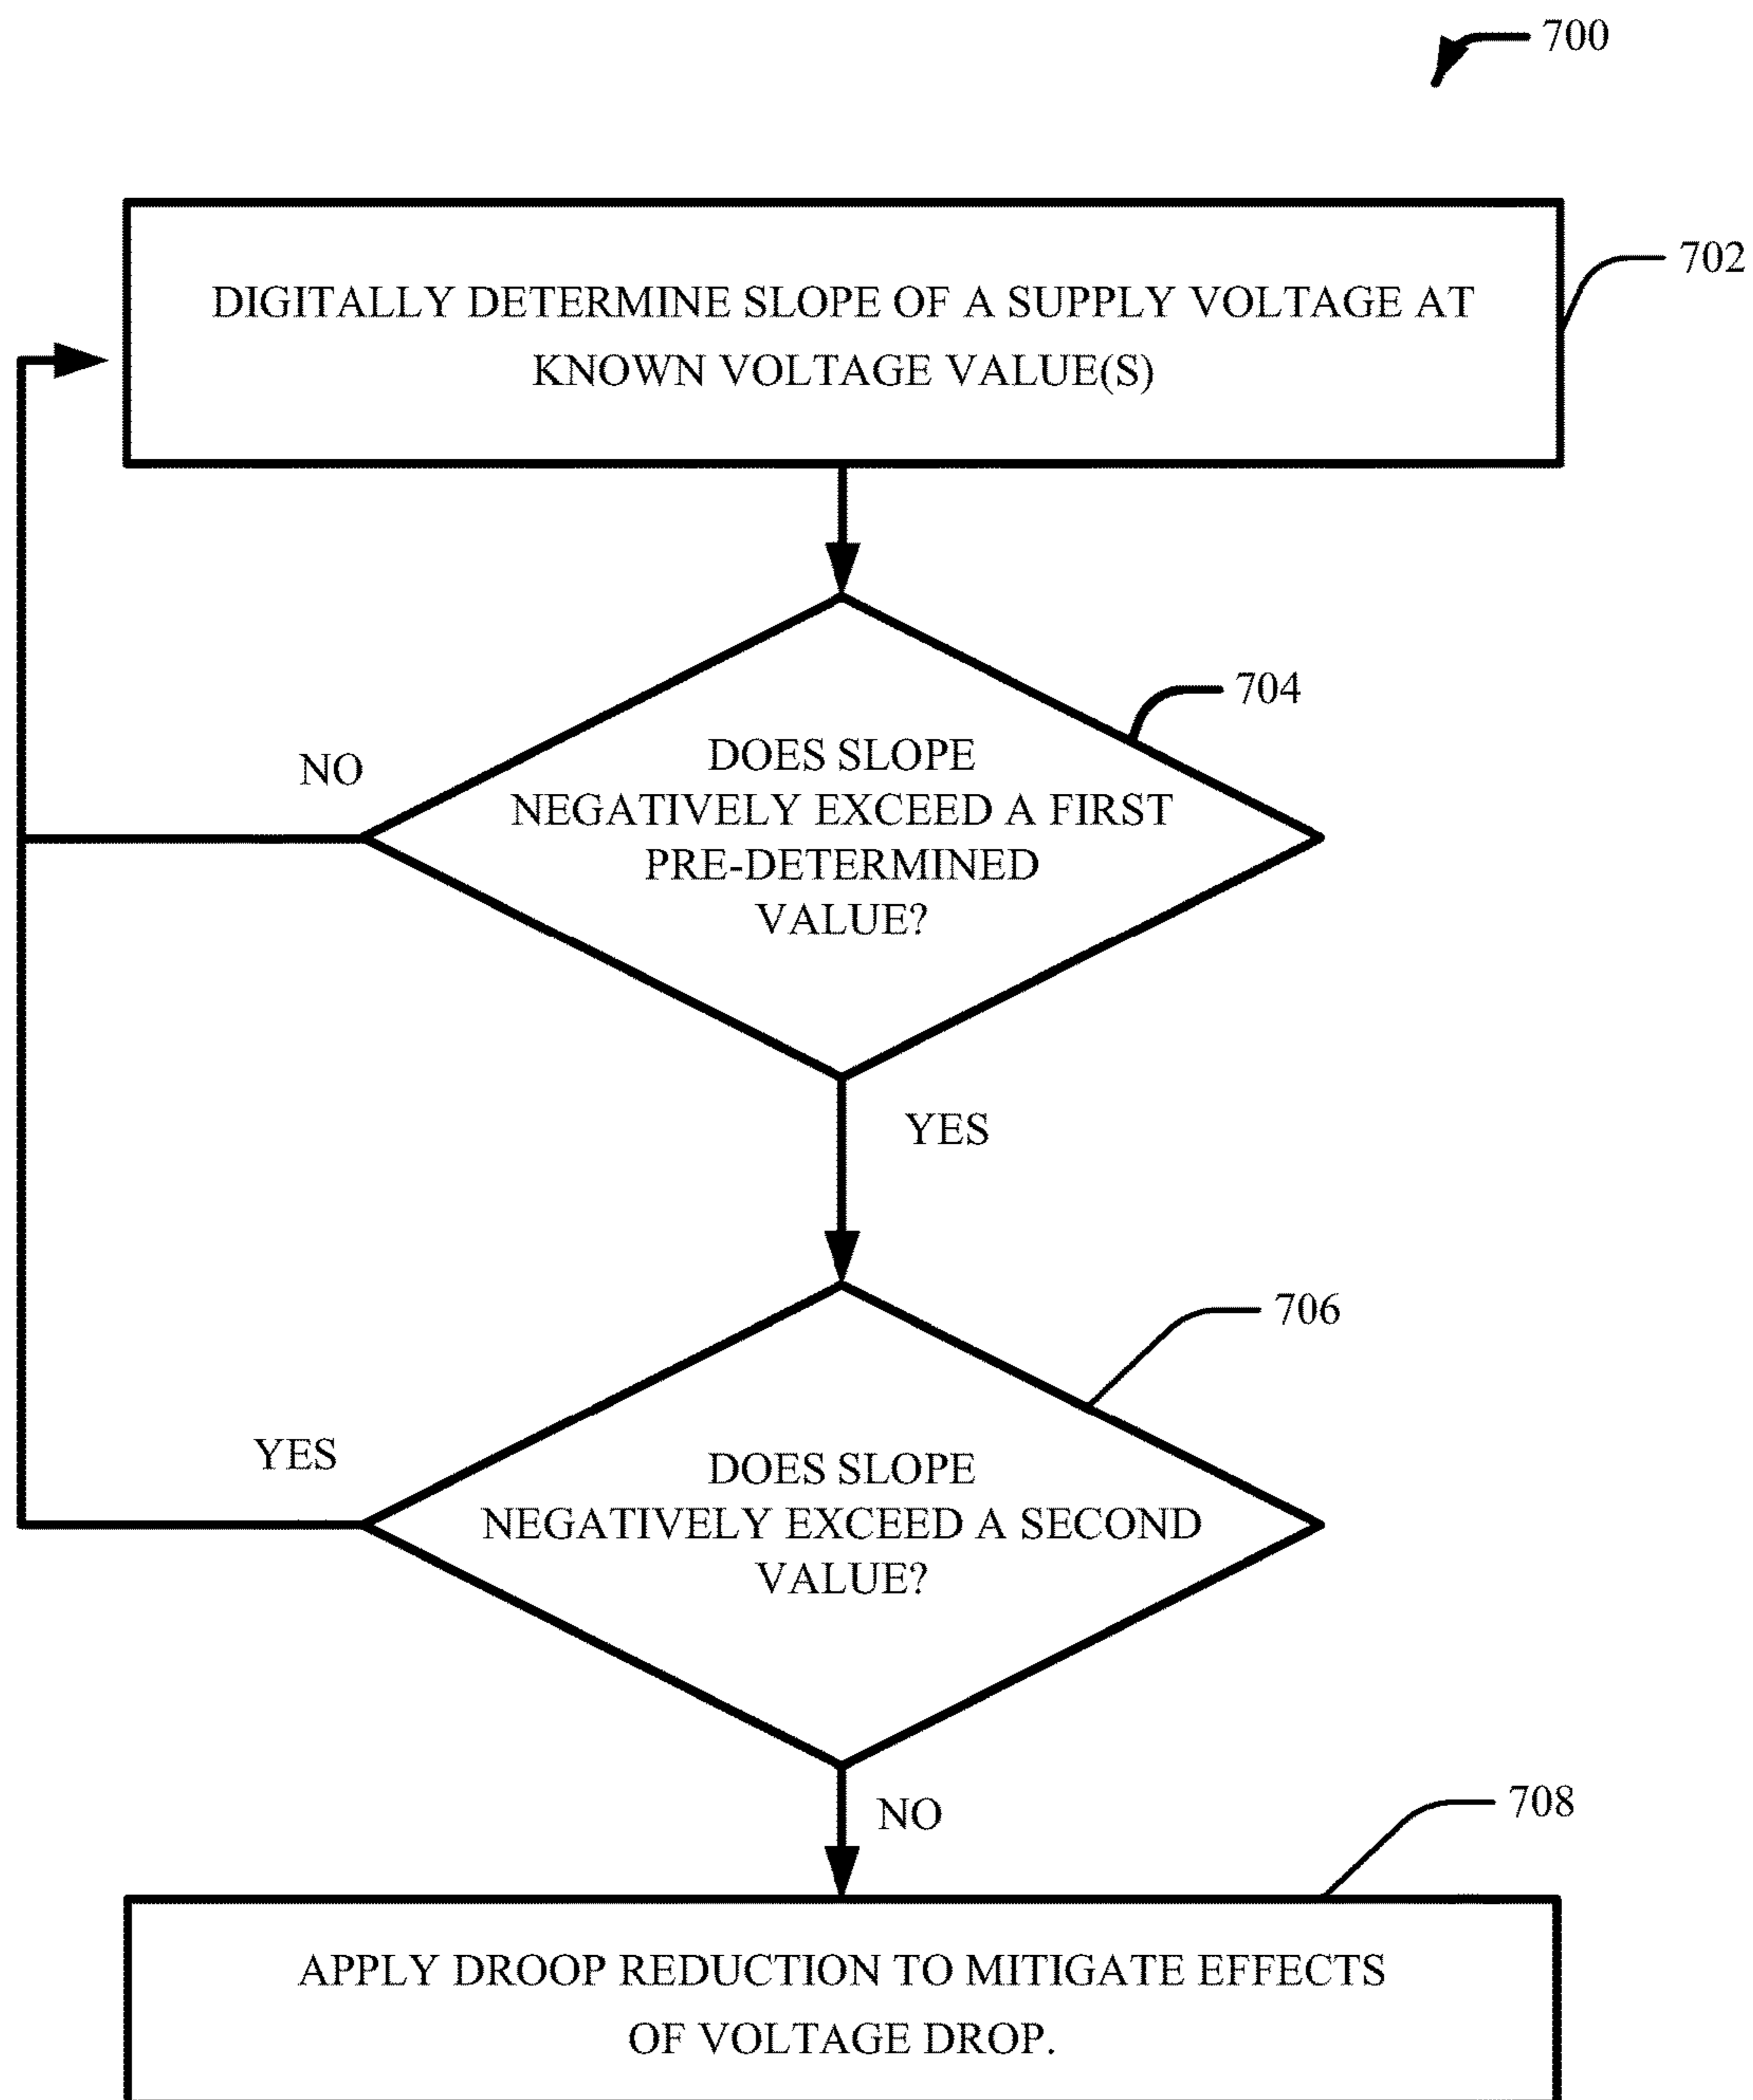 700
702
DIGITALLY DETERMINE SLOPE OF A SUPPLY VOLTAGE AT
KNOWN VOLTAGE VALUE(S)
704
NO
DOES SLOPE
NEGATIVELY EXCEED A FIRST
PRE-DETERMINED
VALUE?
YES
706
YES
DOES SLOPE
NEGATIVELY EXCEED A SECOND
VALUE?
NO
708
APPLY DROOP REDUCTION TO MITIGATE EFFECTS
OF VOLTAGE DROP.